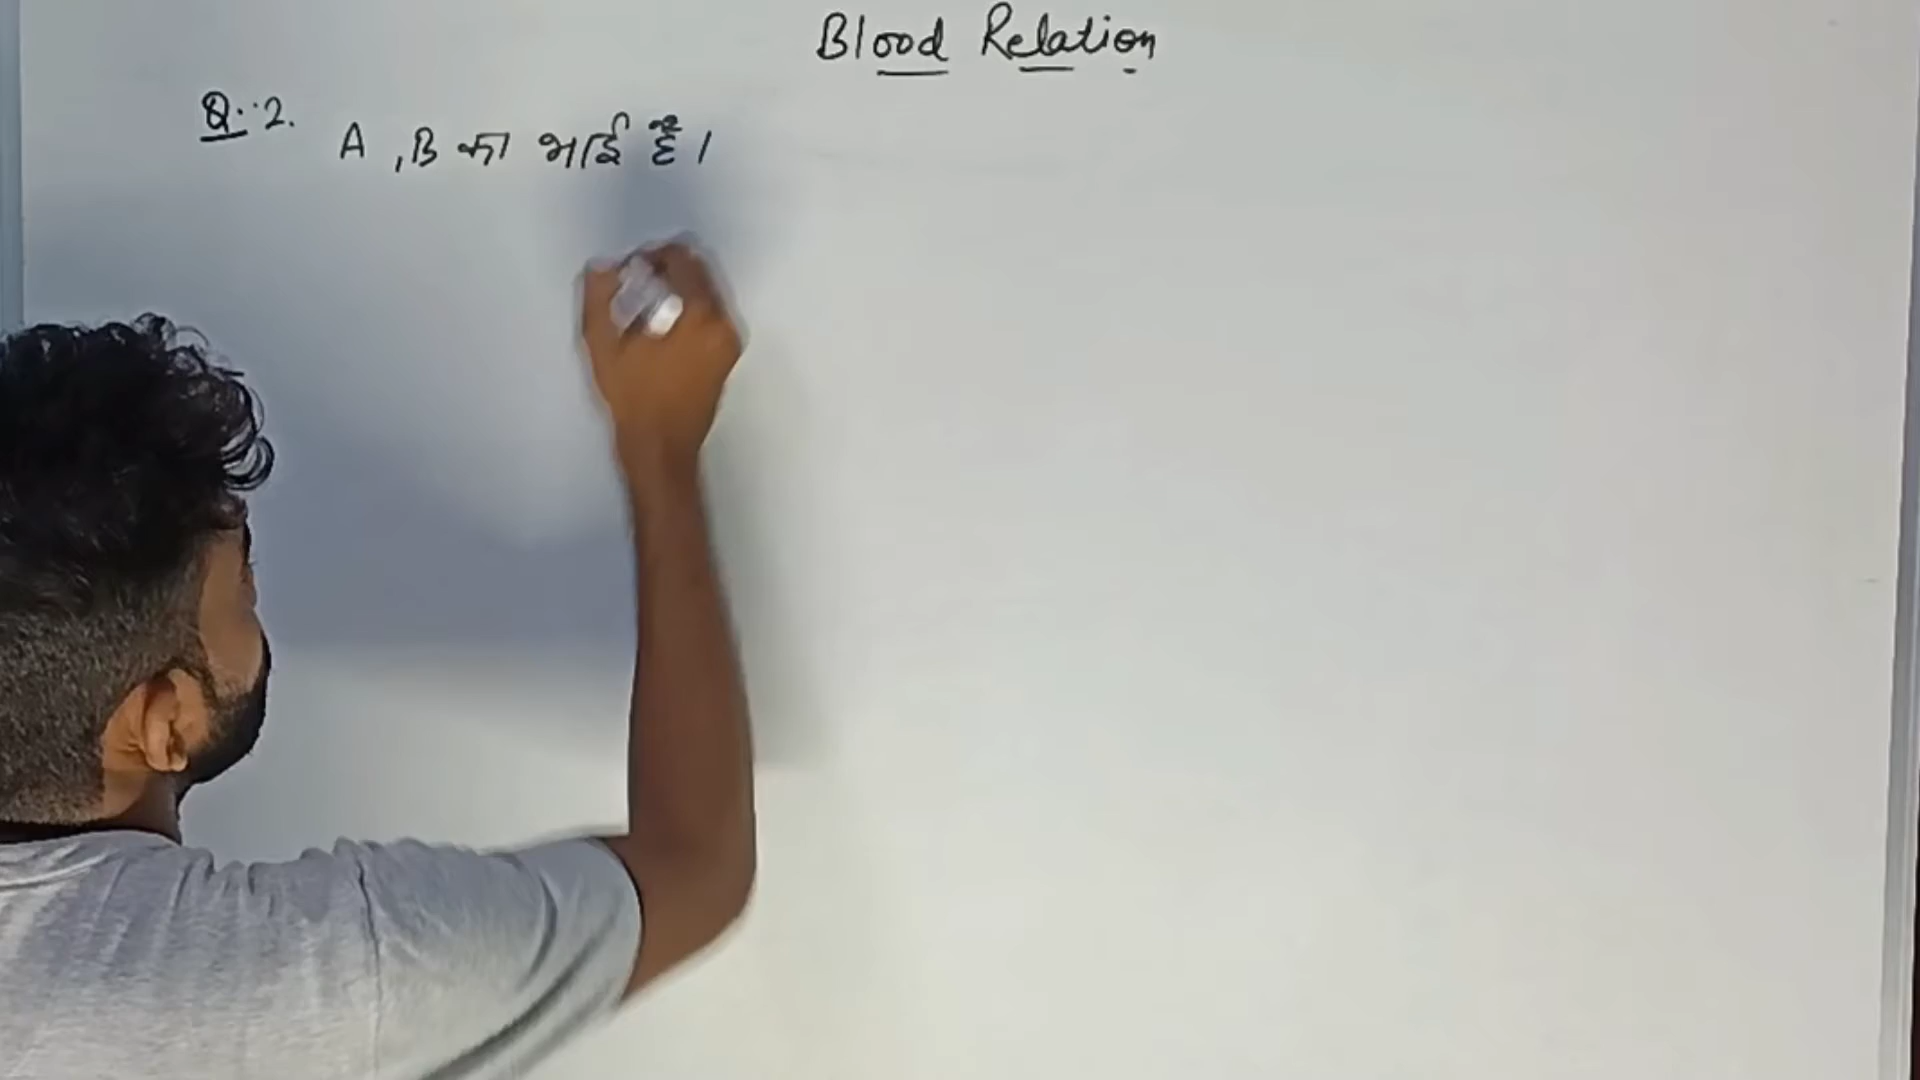 Blood Relation
Q.:2. A, B का भाई है।